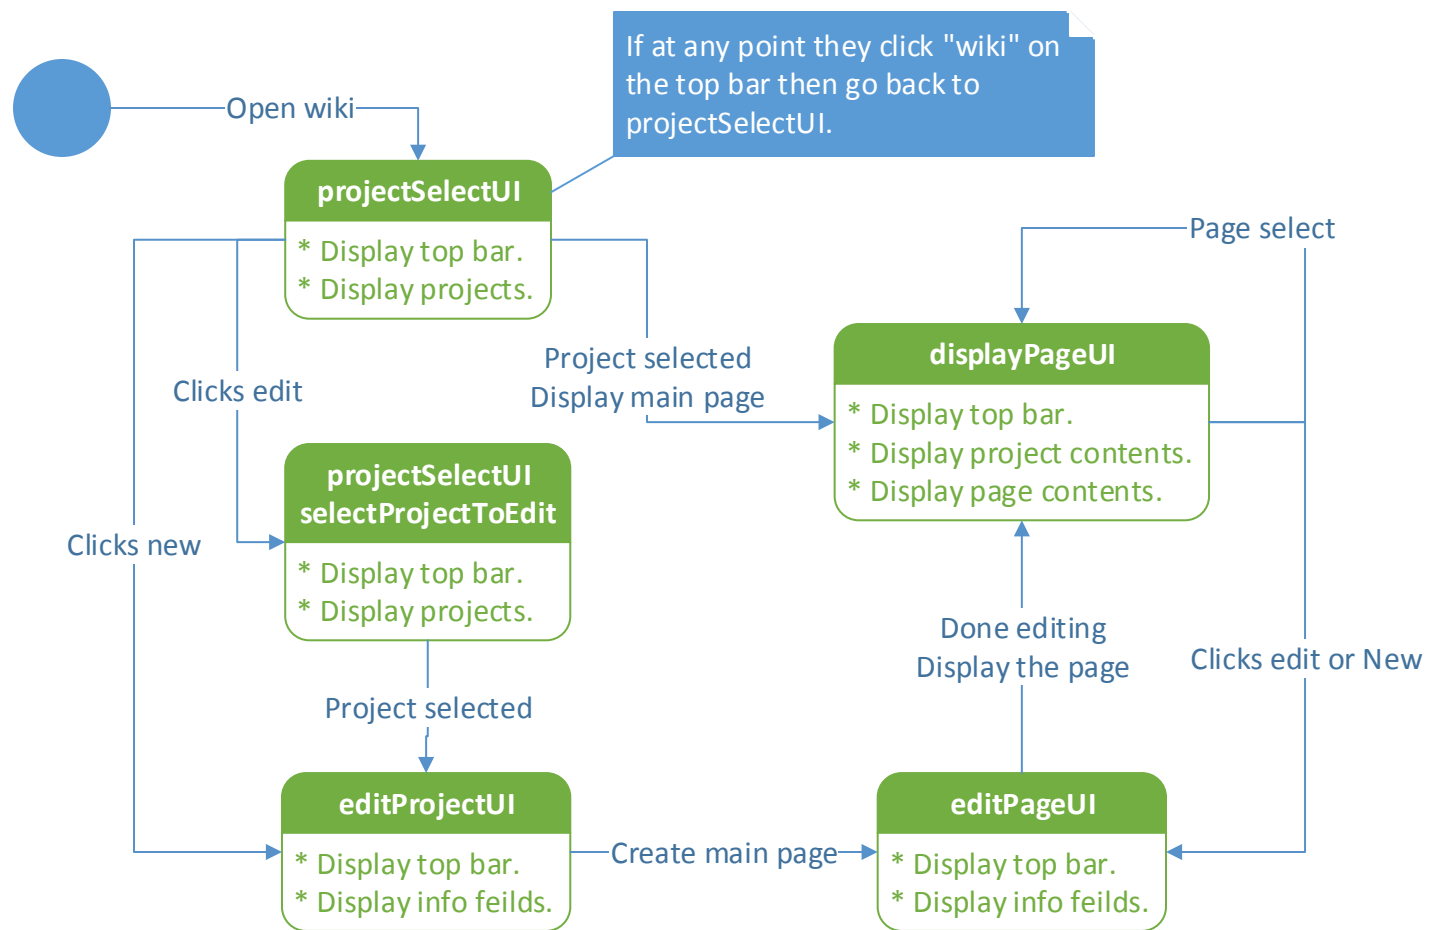 If at any point they click "wiki" on
the top bar then go back to
projectSelectUI.
Open wiki
projectSelectUI
* Display top bar.
* Display projects.
Page select
Project selected
Display main page
displayPageUI
* Display top bar.
* Display project contents.
* Display page contents.
Clicks edit
projectSelectUI
selectProjectToEdit
* Display top bar.
* Display projects.
Clicks new
Done editing
Display the page
Clicks edit or New
Project selected
editProjectUI
* Display top bar.
* Display info feilds.
Create main page
editPageUI
* Display top bar.
* Display info feilds.